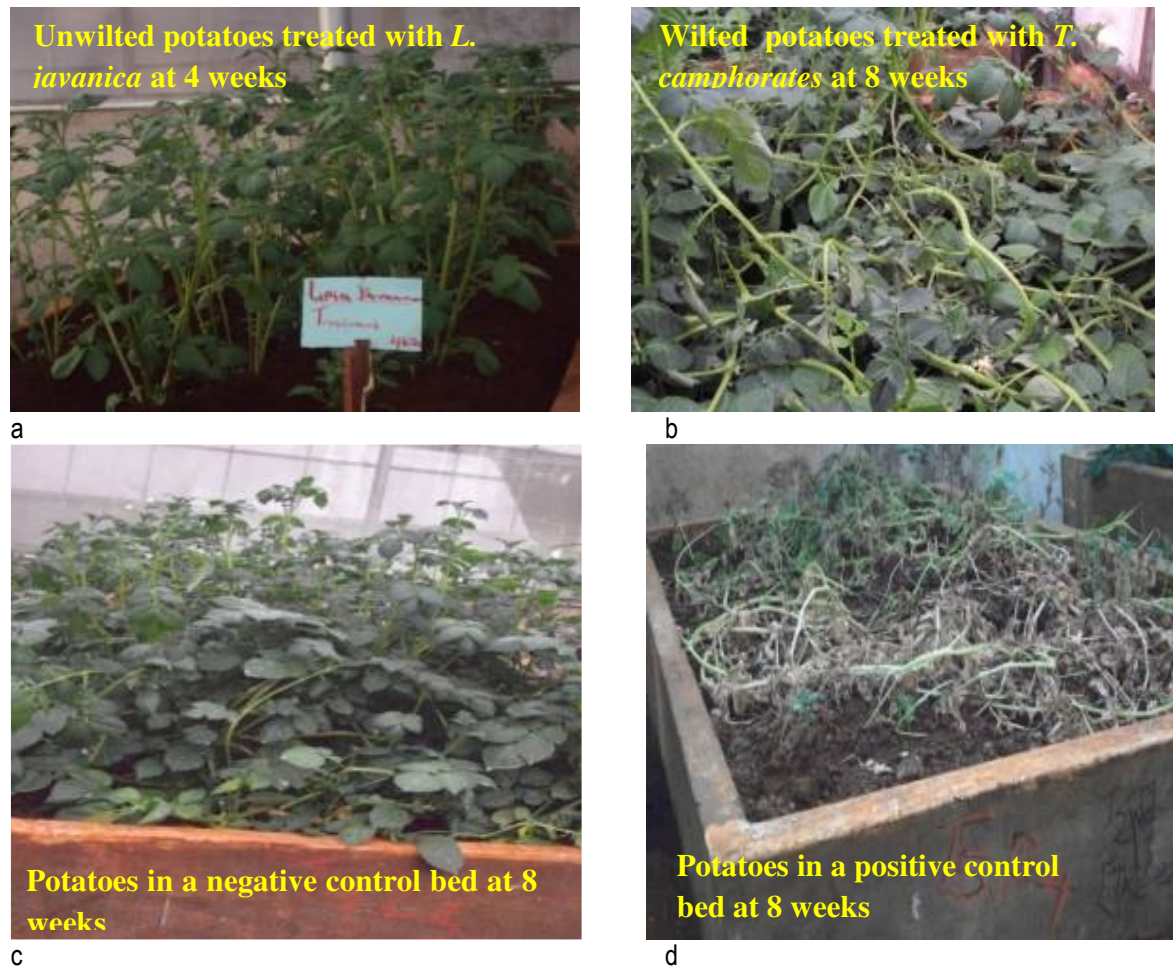 Unwilted potatoes treated with L.
javanica at 4 weeks
Wilted potatoes treated with T.
camphorates at 8 weeks
a
b
Potatoes in a negative control bed at 8
weeks
Potatoes in a positive control
bed at 8 weeks
c
d